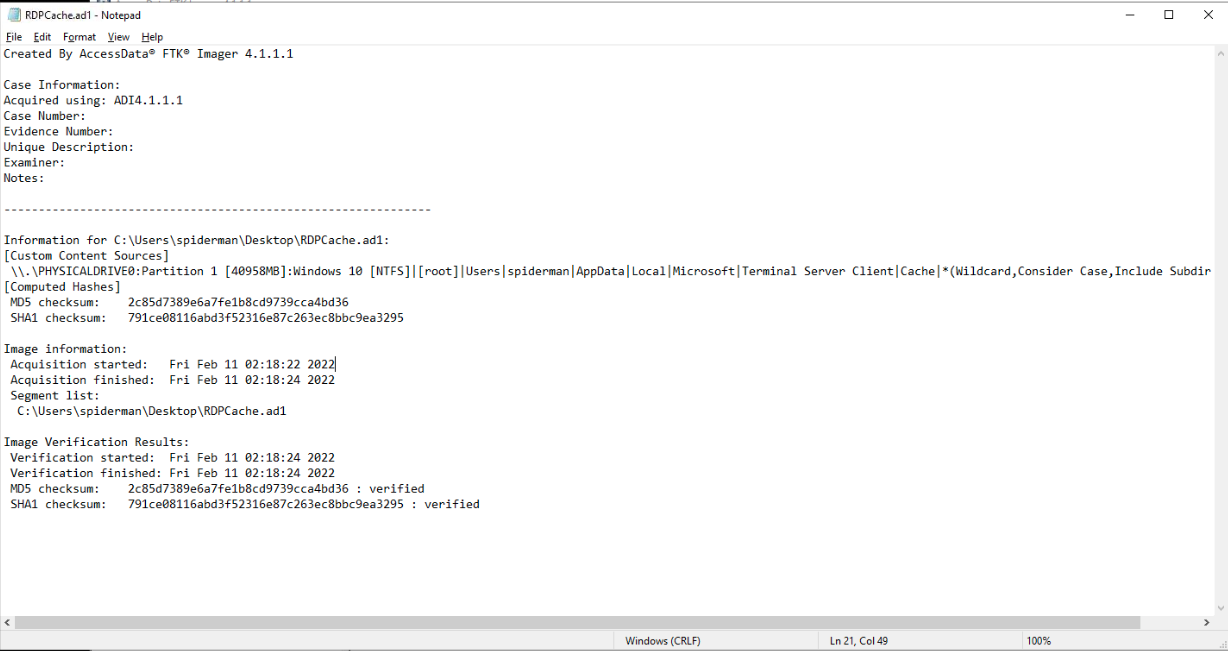 RDPCache.ad1 - Notepad
File Edit Format View Help
Created By AccessData® FTK® Imager 4.1.1.1
Case Information:
Acquired using: ADI4.1.1.1
Case Number:
Evidence Number:
Unique Description:
Examiner:
Notes:
--------------------------------------------------------------
Information for C:\Users\spiderman\Desktop\RDPCache.ad1:
[Custom Content Sources]
\\.\PHYSICALDRIVE0:Partition 1 [40958MB]:Windows 10 [NTFS]|[root]|Users|spiderman|AppData|Local|Microsoft|Terminal Server Client|Cache|*(Wildcard,Consider Case,Include Subdir
[Computed Hashes]
MD5 checksum: 2c85d7389e6a7fe1b8cd9739cca4bd36
SHA1 checksum: 791ce08116abd3f52316e87c263ec8bbc9ea3295
Image information:
Acquisition started: Fri Feb 11 02:18:22 2022
Acquisition finished: Fri Feb 11 02:18:24 2022
Segment list:
C:\Users\spiderman\Desktop\RDPCache.ad1
Image Verification Results:
Verification started: Fri Feb 11 02:18:24 2022
Verification finished: Fri Feb 11 02:18:24 2022
MD5 checksum: 2c85d7389e6a7fe1b8cd9739cca4bd36 : verified
SHA1 checksum: 791ce08116abd3f52316e87c263ec8bbc9ea3295 : verified
Windows (CRLF) Ln 21, Col 49 100%